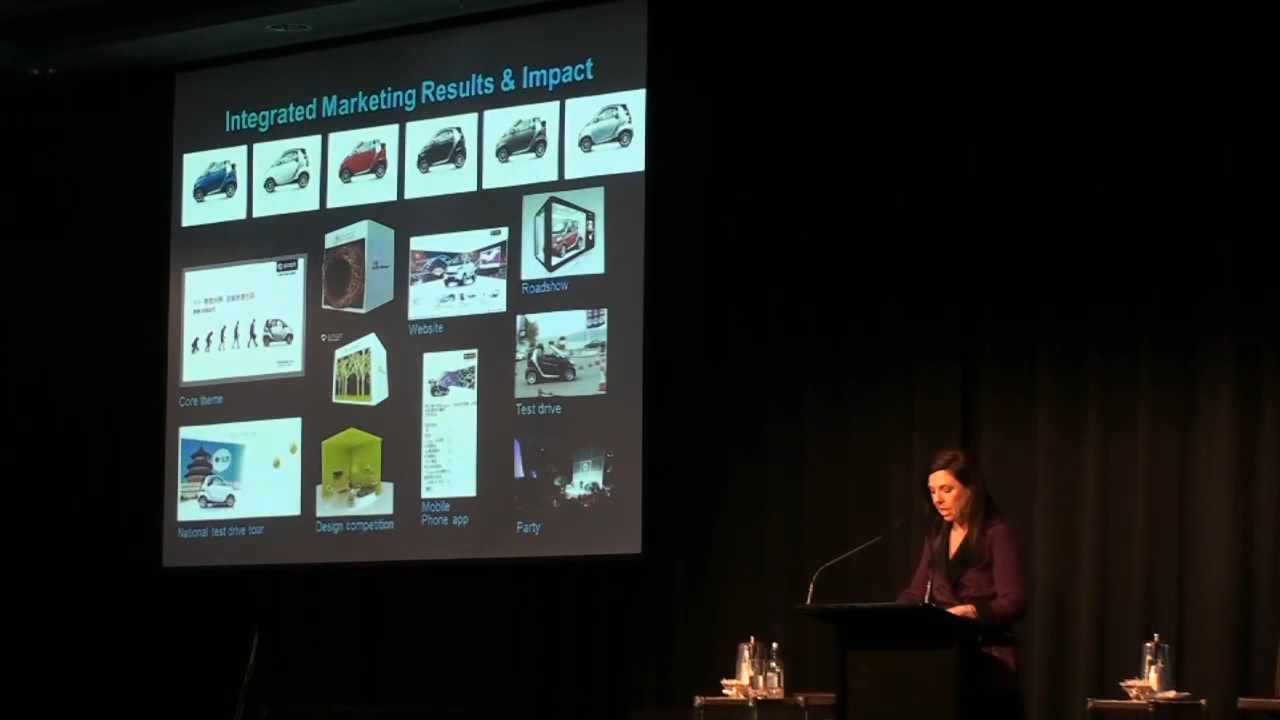 Integrated Marketing Results & Impact
smart
Roadshow
Website
Core theme
Test drive
National test drive tour
Design competition
Mobile
Phone app
Party